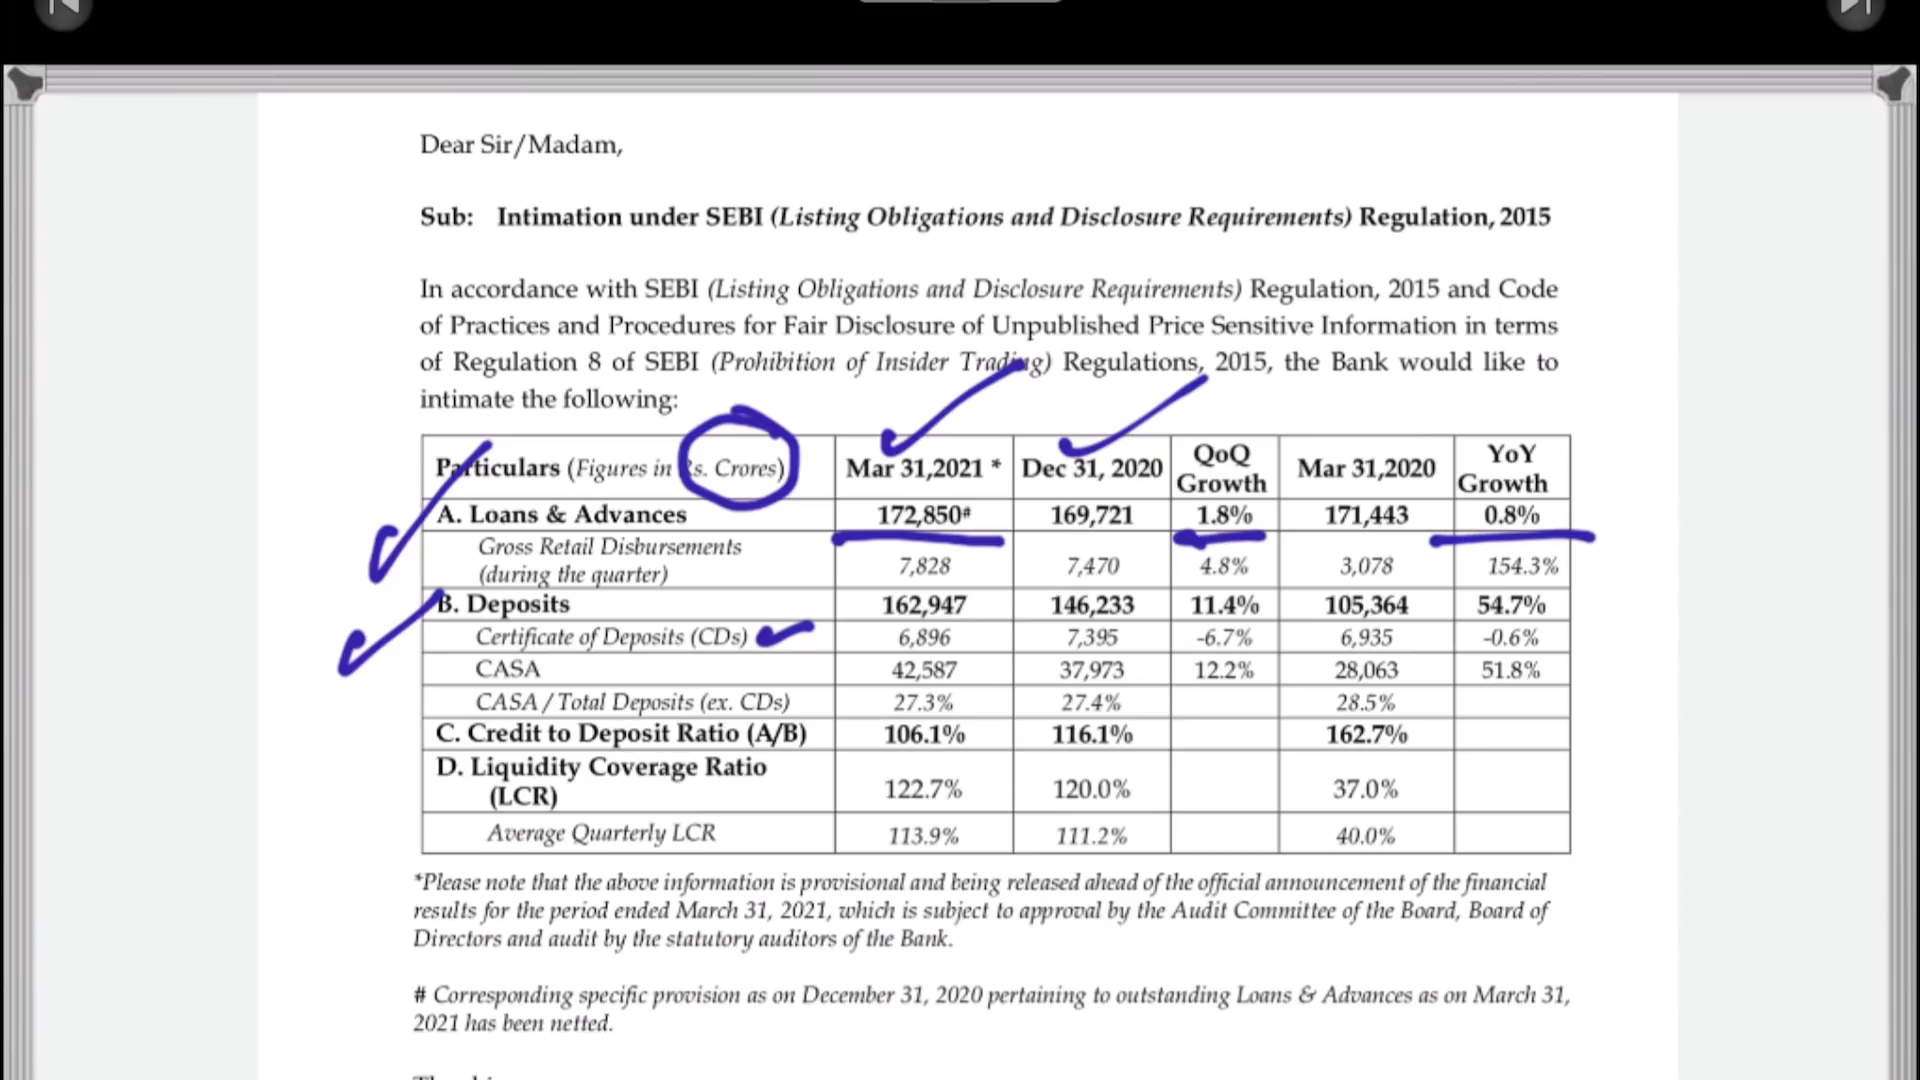 Dear Sir/Madam,
Sub: Intimation under SEBI (Listing Obligations and Disclosure Requirements) Regulation, 2015
In accordance with SEBI (Listing Obligations and Disclosure Requirements) Regulation, 2015 and Code
of Practices and Procedures for Fair Disclosure of Unpublished Price Sensitive Information in terms
of Regulation 8 of SEBI (Prohibition of Insider Trading) Regulations, 2015, the Bank would like to
intimate the following:
Particulars (Figures in Rs. Crores) Mar 31,2021 * Dec 31, 2020 QoQ Growth Mar 31,2020 YoY Growth
A. Loans & Advances 172,850# 169,721 1.8% 171,443 0.8%
Gross Retail Disbursements (during the quarter) 7,828 7,470 4.8% 3,078 154.3%
B. Deposits 162,947 146,233 11.4% 105,364 54.7%
Certificate of Deposits (CDs) 6,896 7,395 -6.7% 6,935 -0.6%
CASA 42,587 37,973 12.2% 28,063 51.8%
CASA / Total Deposits (ex. CDs) 27.3% 27.4% 28.5%
C. Credit to Deposit Ratio (A/B) 106.1% 116.1% 162.7%
D. Liquidity Coverage Ratio (LCR) 122.7% 120.0% 37.0%
Average Quarterly LCR 113.9% 111.2% 40.0%
*Please note that the above information is provisional and being released ahead of the official announcement of the financial
results for the period ended March 31, 2021, which is subject to approval by the Audit Committee of the Board, Board of
Directors and audit by the statutory auditors of the Bank.
# Corresponding specific provision as on December 31, 2020 pertaining to outstanding Loans & Advances as on March 31,
2021 has been netted.